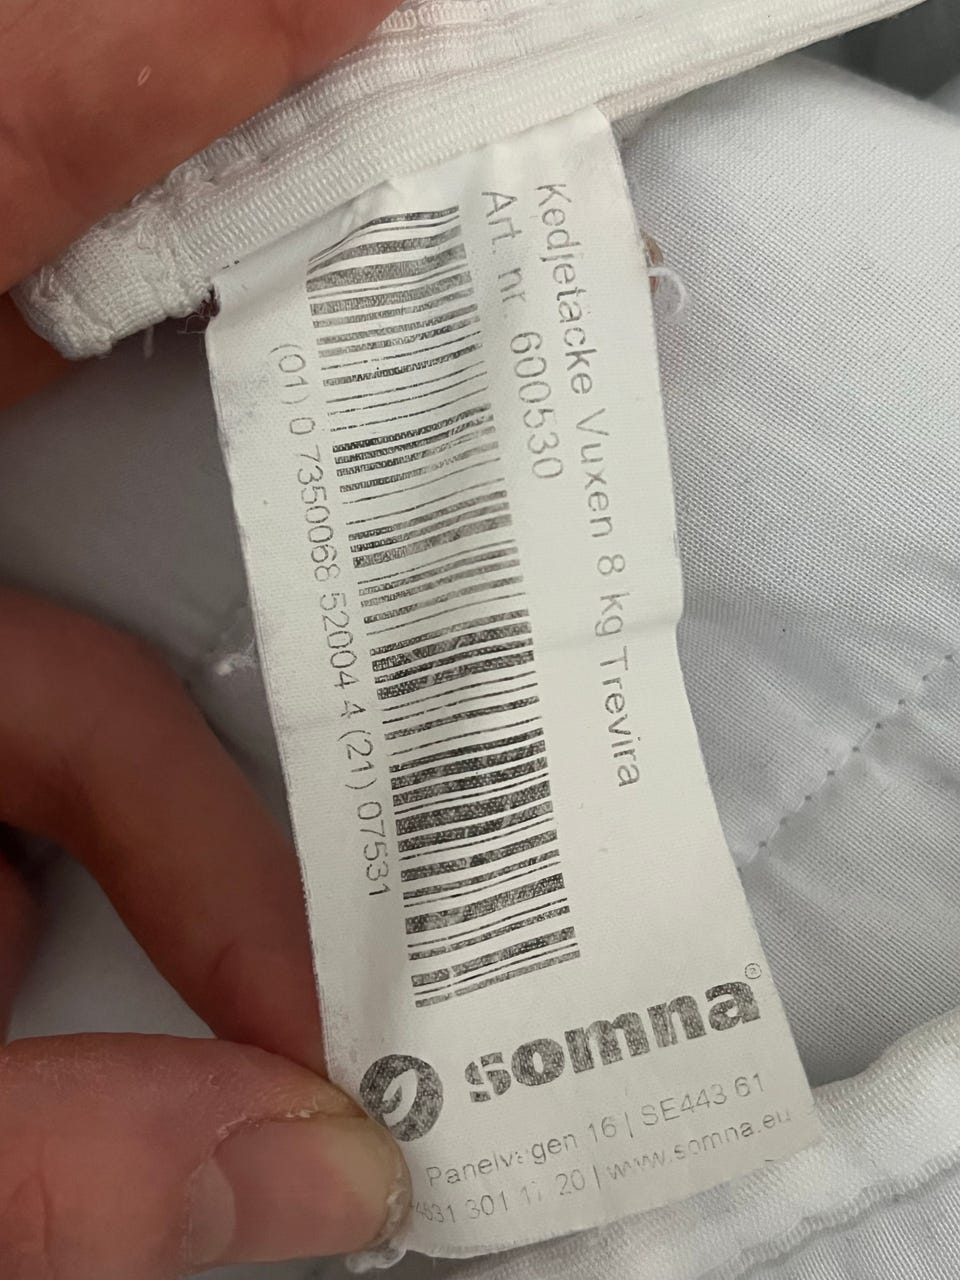 Kedjetäcke Vuxen 8 kg Trevira
Art. nr. 600530
(01) 0 7350068 52004 4 (21) 07531
somna®
Panelvägen 16 | SE443 61
301 20 | www.somna.eu